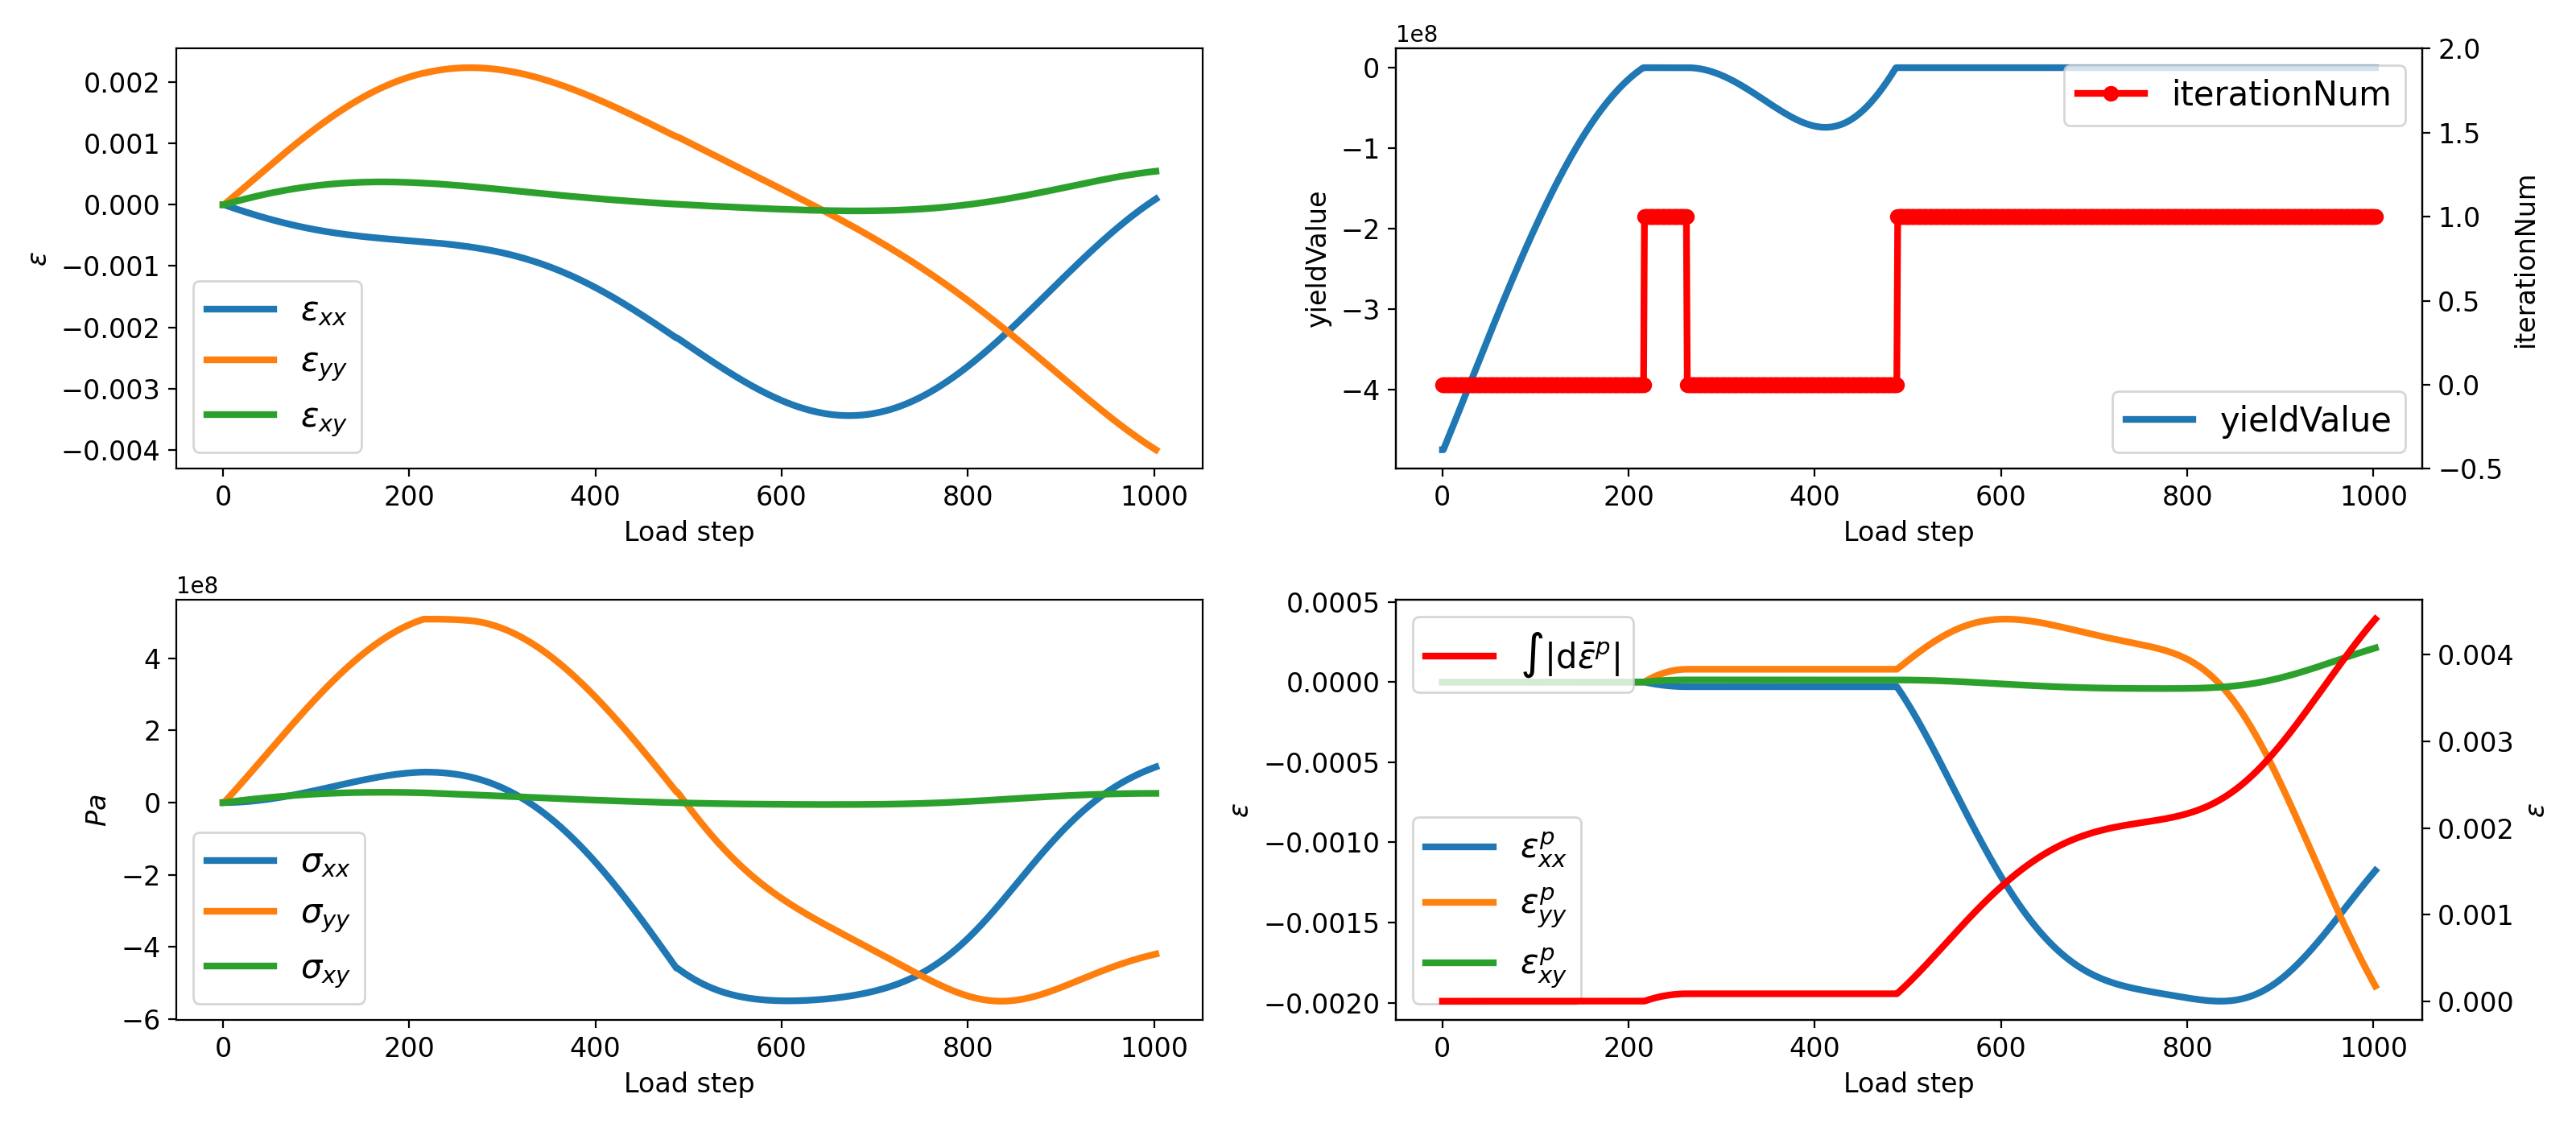 0.002
0.001
0.000
−0.001
−0.002
−0.003
−0.004
ε
ε_xx
ε_yy
ε_xy
0 200 400 600 800 1000
Load step
1e8
0
−1
−2
−3
−4
yieldValue
iterationNum
yieldValue
2.0
1.5
1.0
0.5
0.0
−0.5
iterationNum
0 200 400 600 800 1000
Load step
1e8
4
2
0
−2
−4
−6
Pa
σ_xx
σ_yy
σ_xy
0 200 400 600 800 1000
Load step
0.0005
0.0000
−0.0005
−0.0010
−0.0015
−0.0020
ε
∫|dε̄^p|
ε^p_xx
ε^p_yy
ε^p_xy
0.004
0.003
0.002
0.001
0.000
ε
0 200 400 600 800 1000
Load step